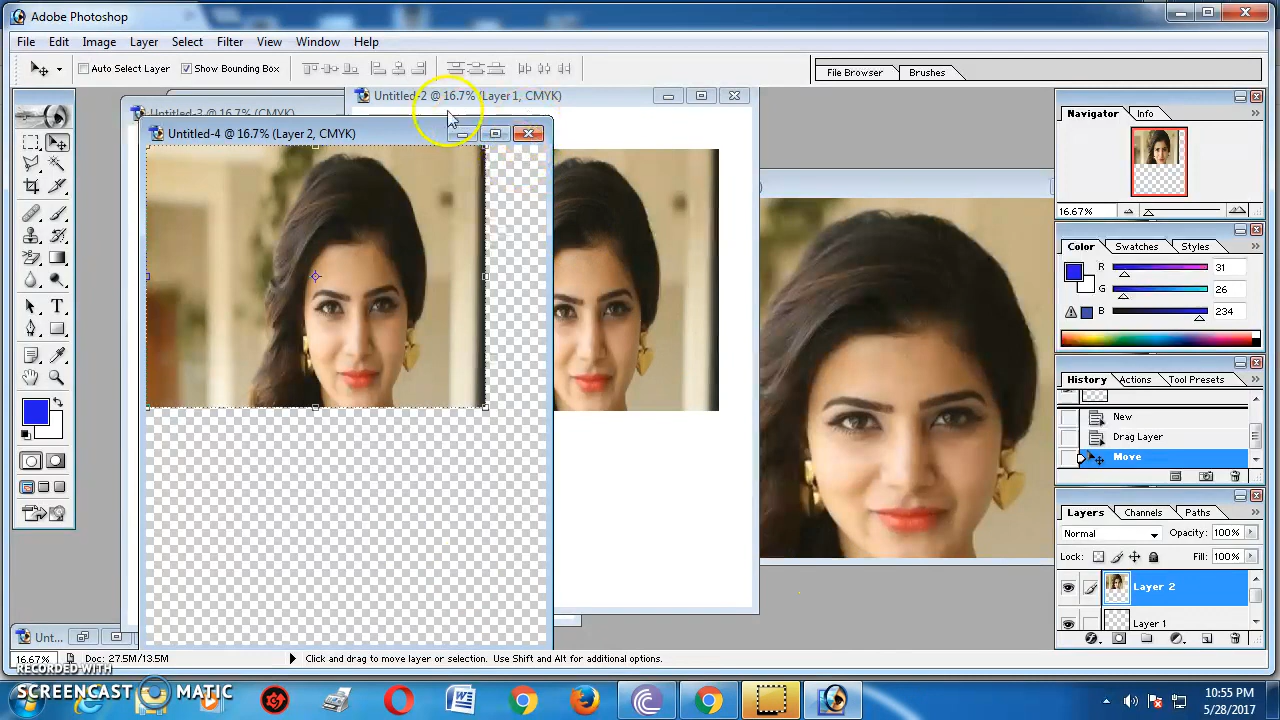 Adobe Photoshop
File Edit Image Layer Select Filter View Window Help
Auto Select Layer Show Bounding Box File Browser Brushes
Untitled-2 @ 16.7% (Layer 1, CMYK)
Untitled-3 @ 16.7% (CMYK)
Untitled-4 @ 16.7% (Layer 2, CMYK)
Navigator Info
16.67%
Color Swatches Styles
R 31
G 26
B 234
History Actions Tool Presets
New
Drag Layer
Move
Layers Channels Paths
Normal Opacity: 100%
Lock: Fill: 100%
Layer 2
Layer 1
Unt...
16.67% Doc: 27.5M/13.5M Click and drag to move layer or selection. Use Shift and Alt for additional options.
RECORDED WITH
SCREENCAST MATIC
10:55 PM
5/28/2017